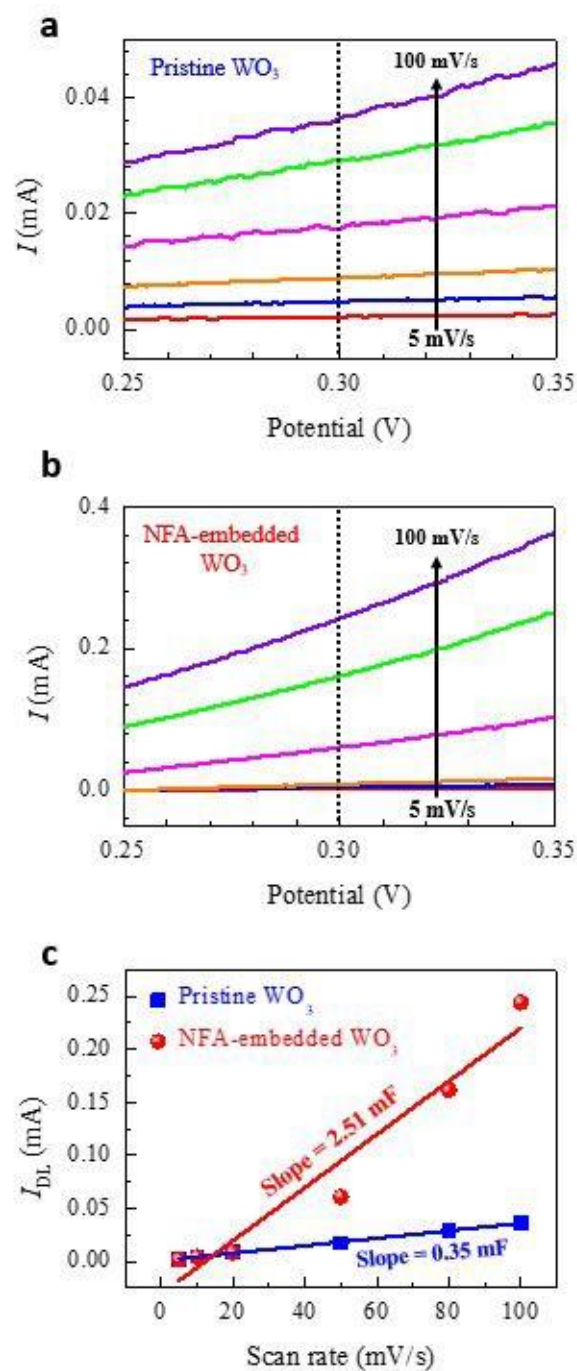 a
Pristine WO₃
100 mV/s
0.04
0.02
0.00
I (mA)
5 mV/s
0.25 0.30 0.35
Potential (V)
b
NFA-embedded
WO₃
100 mV/s
0.4
0.2
0.0
I (mA)
5 mV/s
0.25 0.30 0.35
Potential (V)
c
Pristine WO₃
NFA-embedded WO₃
0.25
0.20
0.15
0.10
0.05
0.00
I_DL (mA)
Slope = 2.51 mF
Slope = 0.35 mF
0 20 40 60 80 100
Scan rate (mV/s)